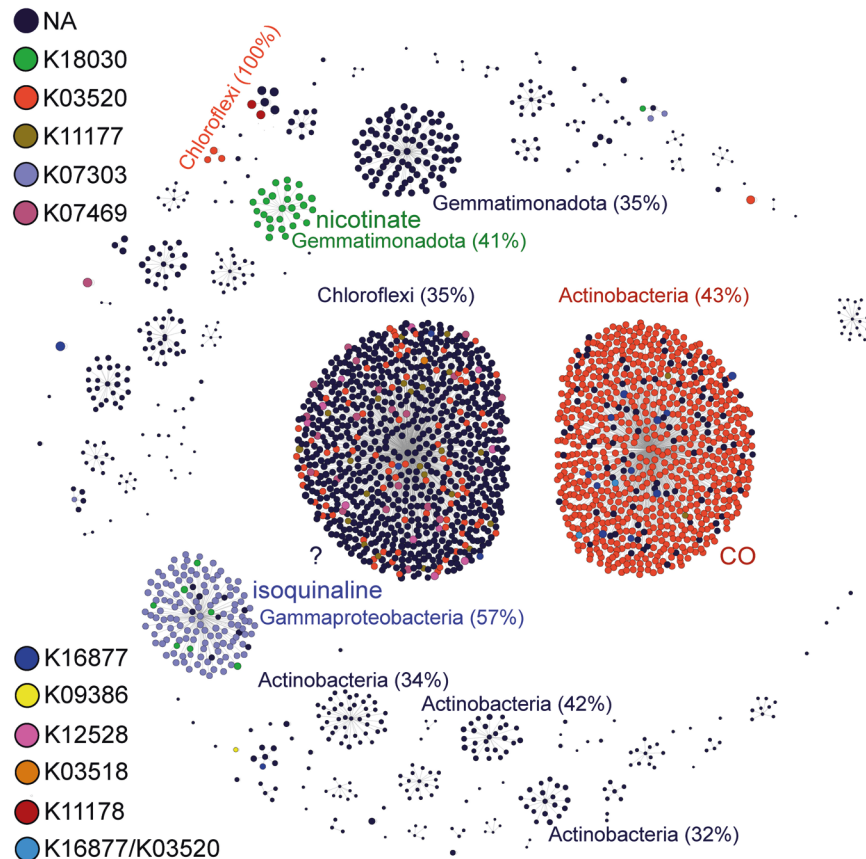 NA
K18030
K03520
K11177
K07303
K07469
Chloroflexi (100%)
Gemmatimonadota (35%)
nicotinate
Gemmatimonadota (41%)
Chloroflexi (35%)
Actinobacteria (43%)
?
CO
isoquinaline
Gammaproteobacteria (57%)
Actinobacteria (34%)
Actinobacteria (42%)
Actinobacteria (32%)
K16877
K09386
K12528
K03518
K11178
K16877/K03520